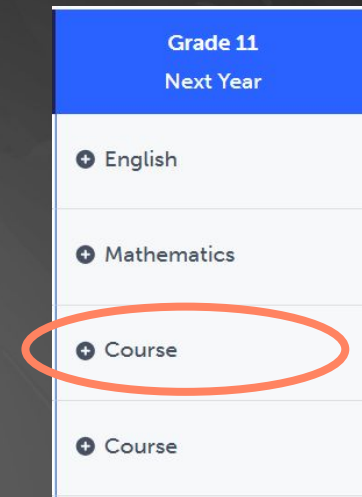 Grade 11
Next Year
English
Mathematics
Course
Course